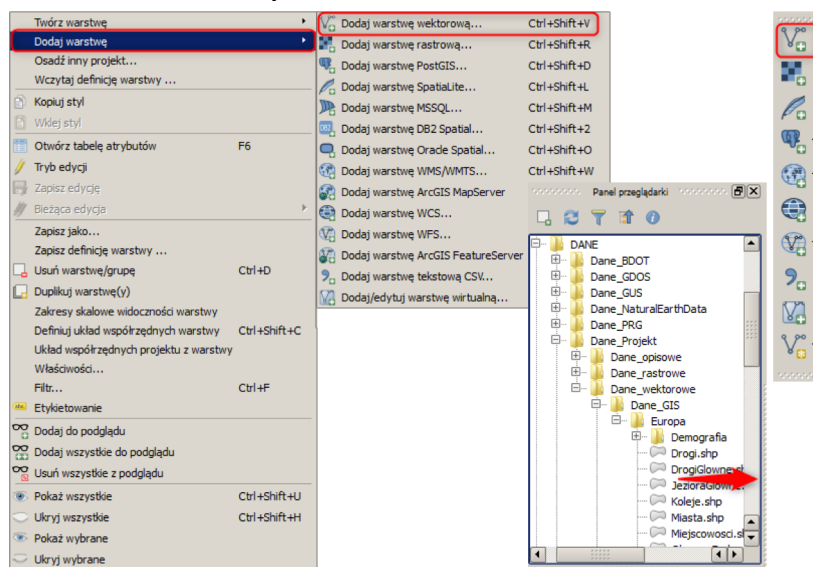 Twórz warstwę
Dodaj warstwę
Osadź inny projekt...
Wczytaj definicję warstwy ...
Kopiuj styl
Wklej styl
Otwórz tabelę atrybutów F6
Tryb edycji
Zapisz edycję
Bieżąca edycja
Zapisz jako...
Zapisz definicję warstwy ...
Usuń warstwę/grupę Ctrl+D
Duplikuj warstwę(y)
Zakresy skalowe widoczności warstwy
Definiuj układ współrzędnych warstwy Ctrl+Shift+C
Układ współrzędnych projektu z warstwy
Właściwości...
Filtr... Ctrl+F
abc Etykietowanie
Dodaj do podglądu
Dodaj wszystkie do podglądu
Usuń wszystkie z podglądu
Pokaż wszystkie Ctrl+Shift+U
Ukryj wszystkie Ctrl+Shift+H
Pokaż wybrane
Ukryj wybrane
Dodaj warstwę wektorową... Ctrl+Shift+V
Dodaj warstwę rastrową... Ctrl+Shift+R
Dodaj warstwę PostGIS... Ctrl+Shift+D
Dodaj warstwę SpatiaLite... Ctrl+Shift+L
Dodaj warstwę MSSQL... Ctrl+Shift+M
Dodaj warstwę DB2 Spatial... Ctrl+Shift+2
Dodaj warstwę Oracle Spatial... Ctrl+Shift+O
Dodaj warstwę WMS/WMTS... Ctrl+Shift+W
Dodaj warstwę ArcGIS MapServer
Dodaj warstwę WCS...
Dodaj warstwę WFS...
Dodaj warstwę ArcGIS FeatureServer
Dodaj warstwę tekstową CSV...
Dodaj/edytuj warstwę wirtualną...
Panel przeglądarki
DANE
Dane_BDOT
Dane_GDOS
Dane_GUS
Dane_NaturalEarthData
Dane_PRG
Dane_Projekt
Dane_opisowe
Dane_rastrowe
Dane_wektorowe
Dane_GIS
Europa
Demografia
Drogi.shp
Koleje.shp
Miasta.shp